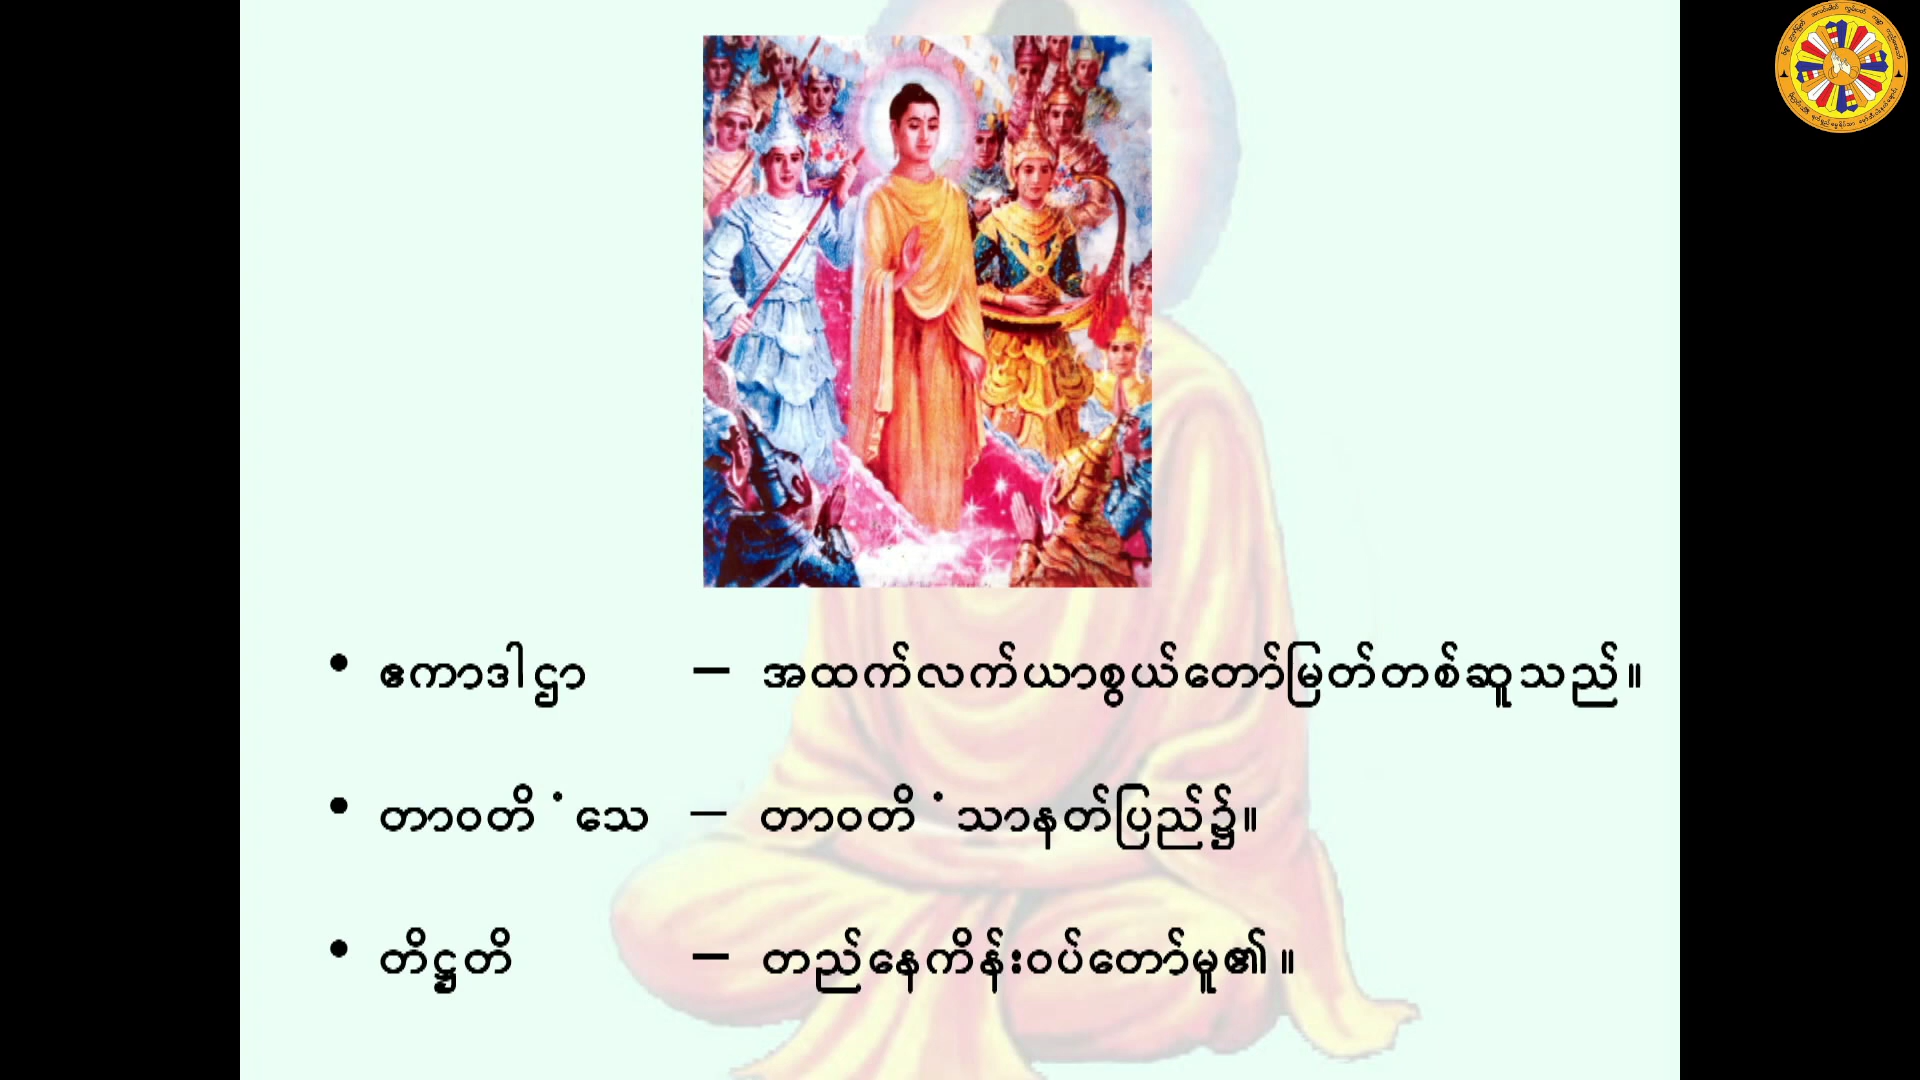 • ဧကာဒါဌာ – အထက်လက်ယာစွယ်တော်မြတ်တစ်ဆူသည်။
• တာဝတိံသေ – တာဝတိံသာနတ်ပြည်၌။
• တိဋ္ဌတိ – တည်နေကိန်းဝပ်တော်မူ၏။